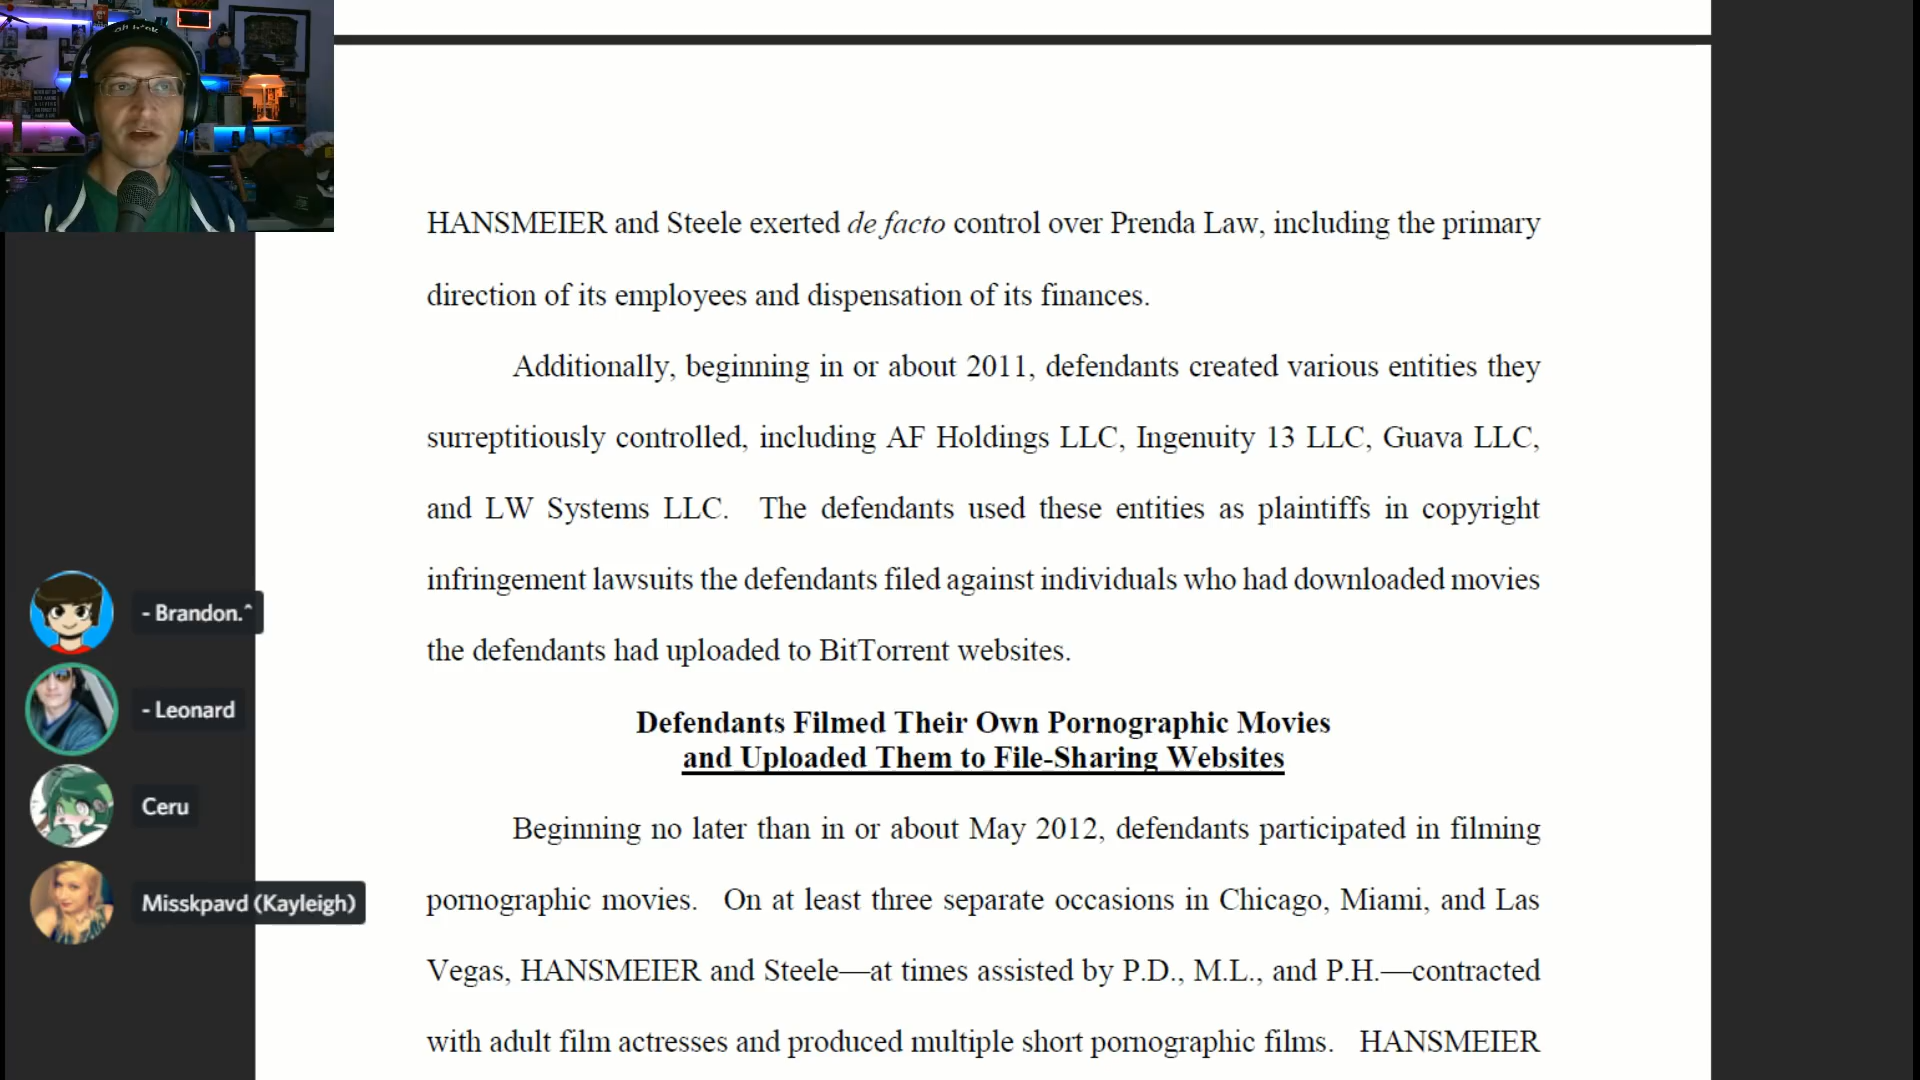 HANSMEIER and Steele exerted de facto control over Prenda Law, including the primary
direction of its employees and dispensation of its finances.
Additionally, beginning in or about 2011, defendants created various entities they
surreptitiously controlled, including AF Holdings LLC, Ingenuity 13 LLC, Guava LLC,
and LW Systems LLC. The defendants used these entities as plaintiffs in copyright
infringement lawsuits the defendants filed against individuals who had downloaded movies
the defendants had uploaded to BitTorrent websites.
Defendants Filmed Their Own Pornographic Movies
and Uploaded Them to File-Sharing Websites
Beginning no later than in or about May 2012, defendants participated in filming
pornographic movies. On at least three separate occasions in Chicago, Miami, and Las
Vegas, HANSMEIER and Steele—at times assisted by P.D., M.L., and P.H.—contracted
with adult film actresses and produced multiple short pornographic films. HANSMEIER
- Brandon.^
- Leonard
Ceru
Misskpavd (Kayleigh)